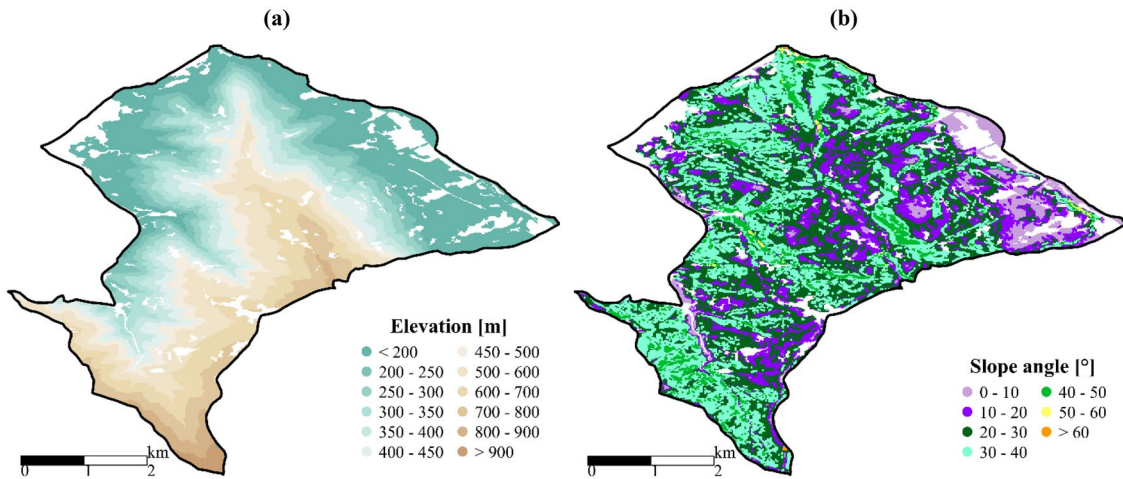 (a)
(b)
Elevation [m]
< 200
200 - 250
250 - 300
300 - 350
350 - 400
400 - 450
450 - 500
500 - 600
600 - 700
700 - 800
800 - 900
> 900
km
0 1 2
Slope angle [°]
0 - 10
10 - 20
20 - 30
30 - 40
40 - 50
50 - 60
> 60
km
0 1 2